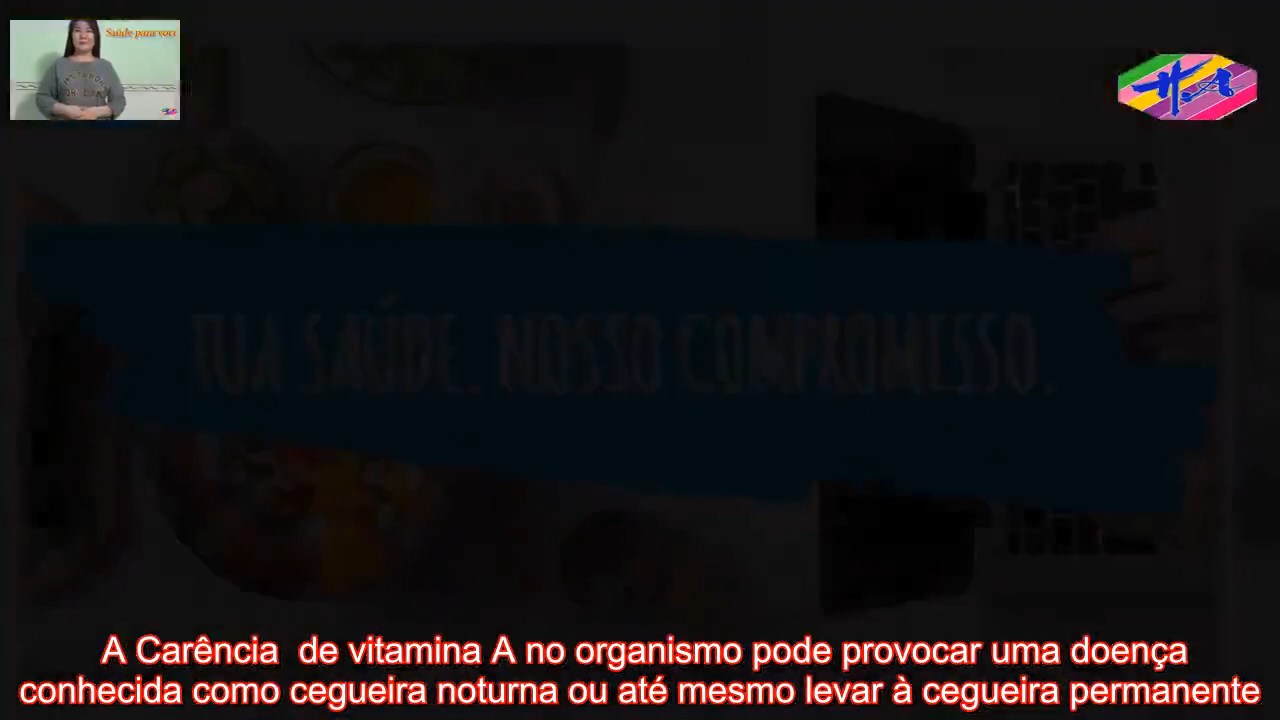 Saúde para você
TUA SAÚDE. NOSSO COMPROMESSO.
A Carência  de vitamina A no organismo pode provocar uma doença
conhecida como cegueira noturna ou até mesmo levar à cegueira permanente